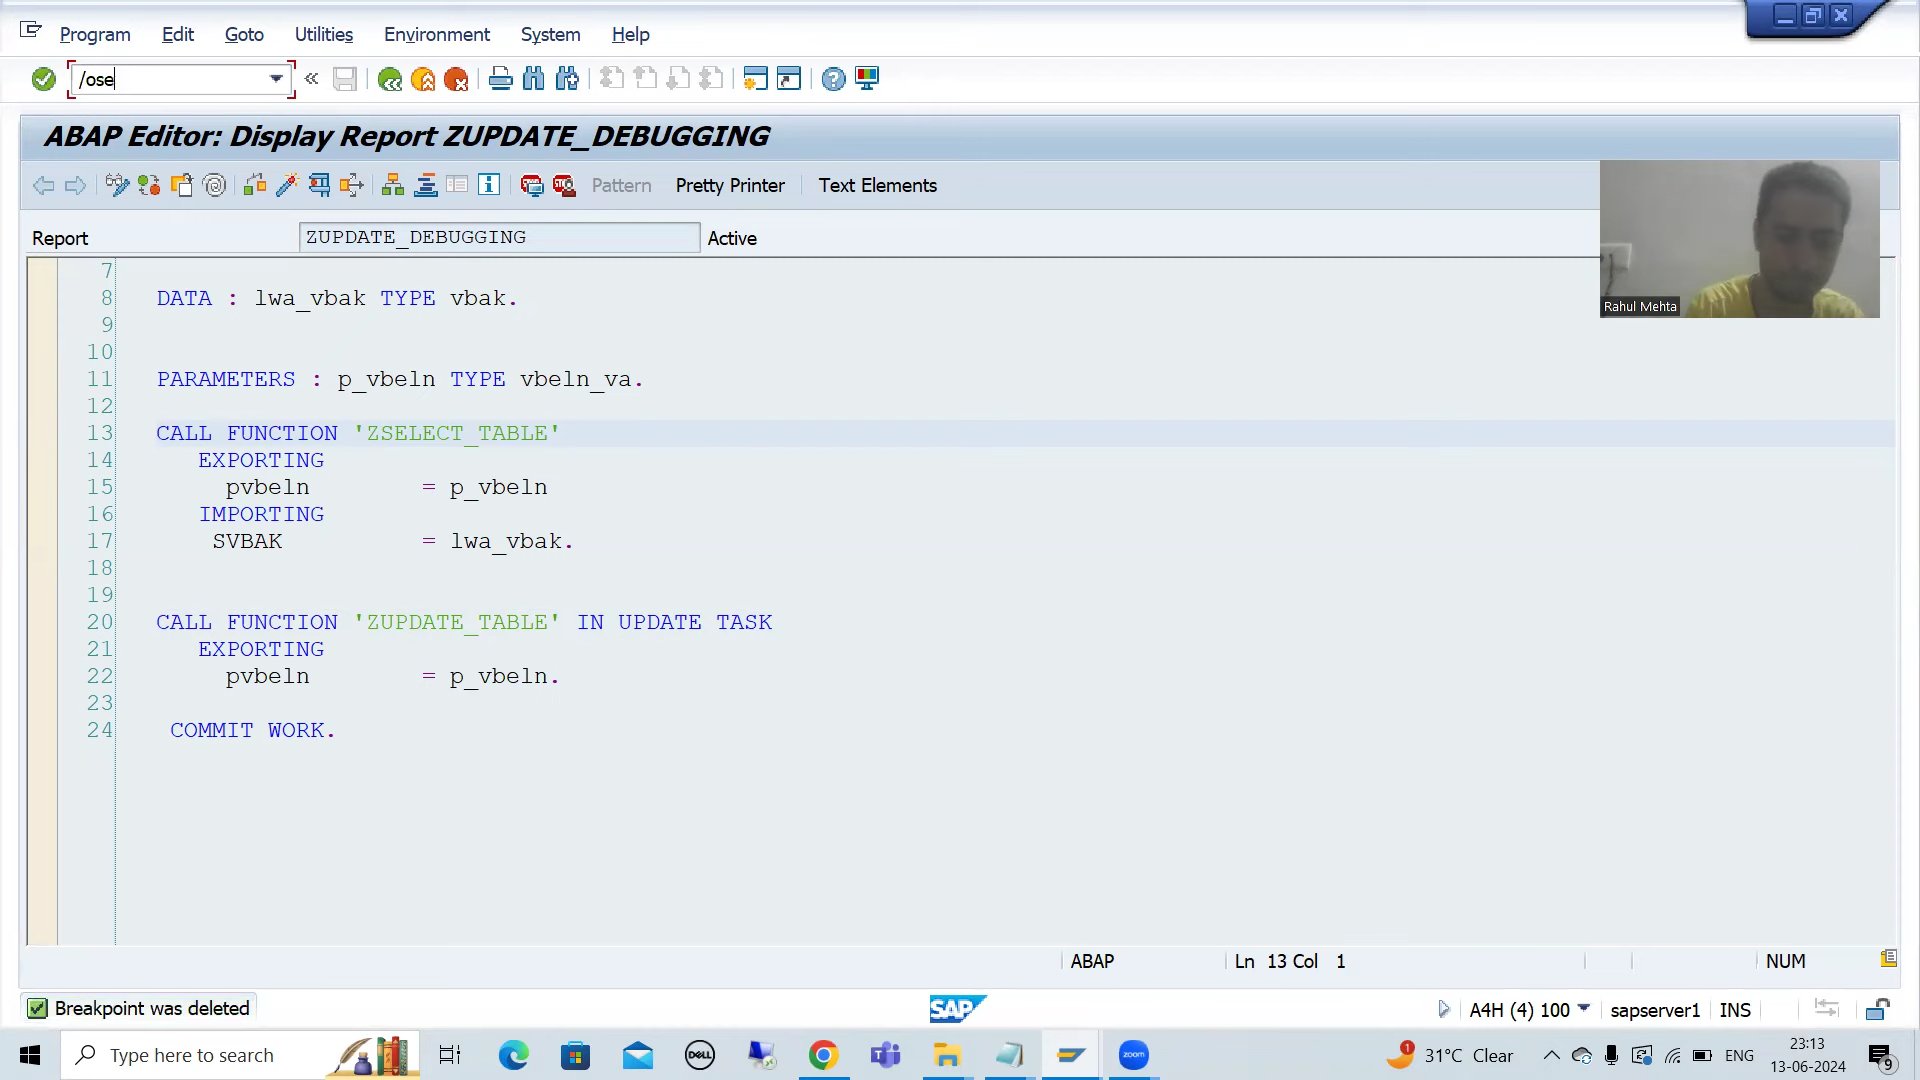 Program Edit Goto Utilities Environment System Help
/ose
«
ABAP Editor: Display Report ZUPDATE_DEBUGGING
Pattern Pretty Printer Text Elements
Report ZUPDATE_DEBUGGING Active
Rahul Mehta
7
8 DATA : lwa_vbak TYPE vbak.
9
10
11 PARAMETERS : p_vbeln TYPE vbeln_va.
12
13 CALL FUNCTION 'ZSELECT_TABLE'
14 EXPORTING
15 pvbeln = p_vbeln
16 IMPORTING
17 SVBAK = lwa_vbak.
18
19
20 CALL FUNCTION 'ZUPDATE_TABLE' IN UPDATE TASK
21 EXPORTING
22 pvbeln = p_vbeln.
23
24 COMMIT WORK.
ABAP Ln 13 Col 1 NUM
Breakpoint was deleted SAP A4H (4) 100 sapserver1 INS
Type here to search DELL zoom 1 31°C Clear ENG 23:13
13-06-2024 9